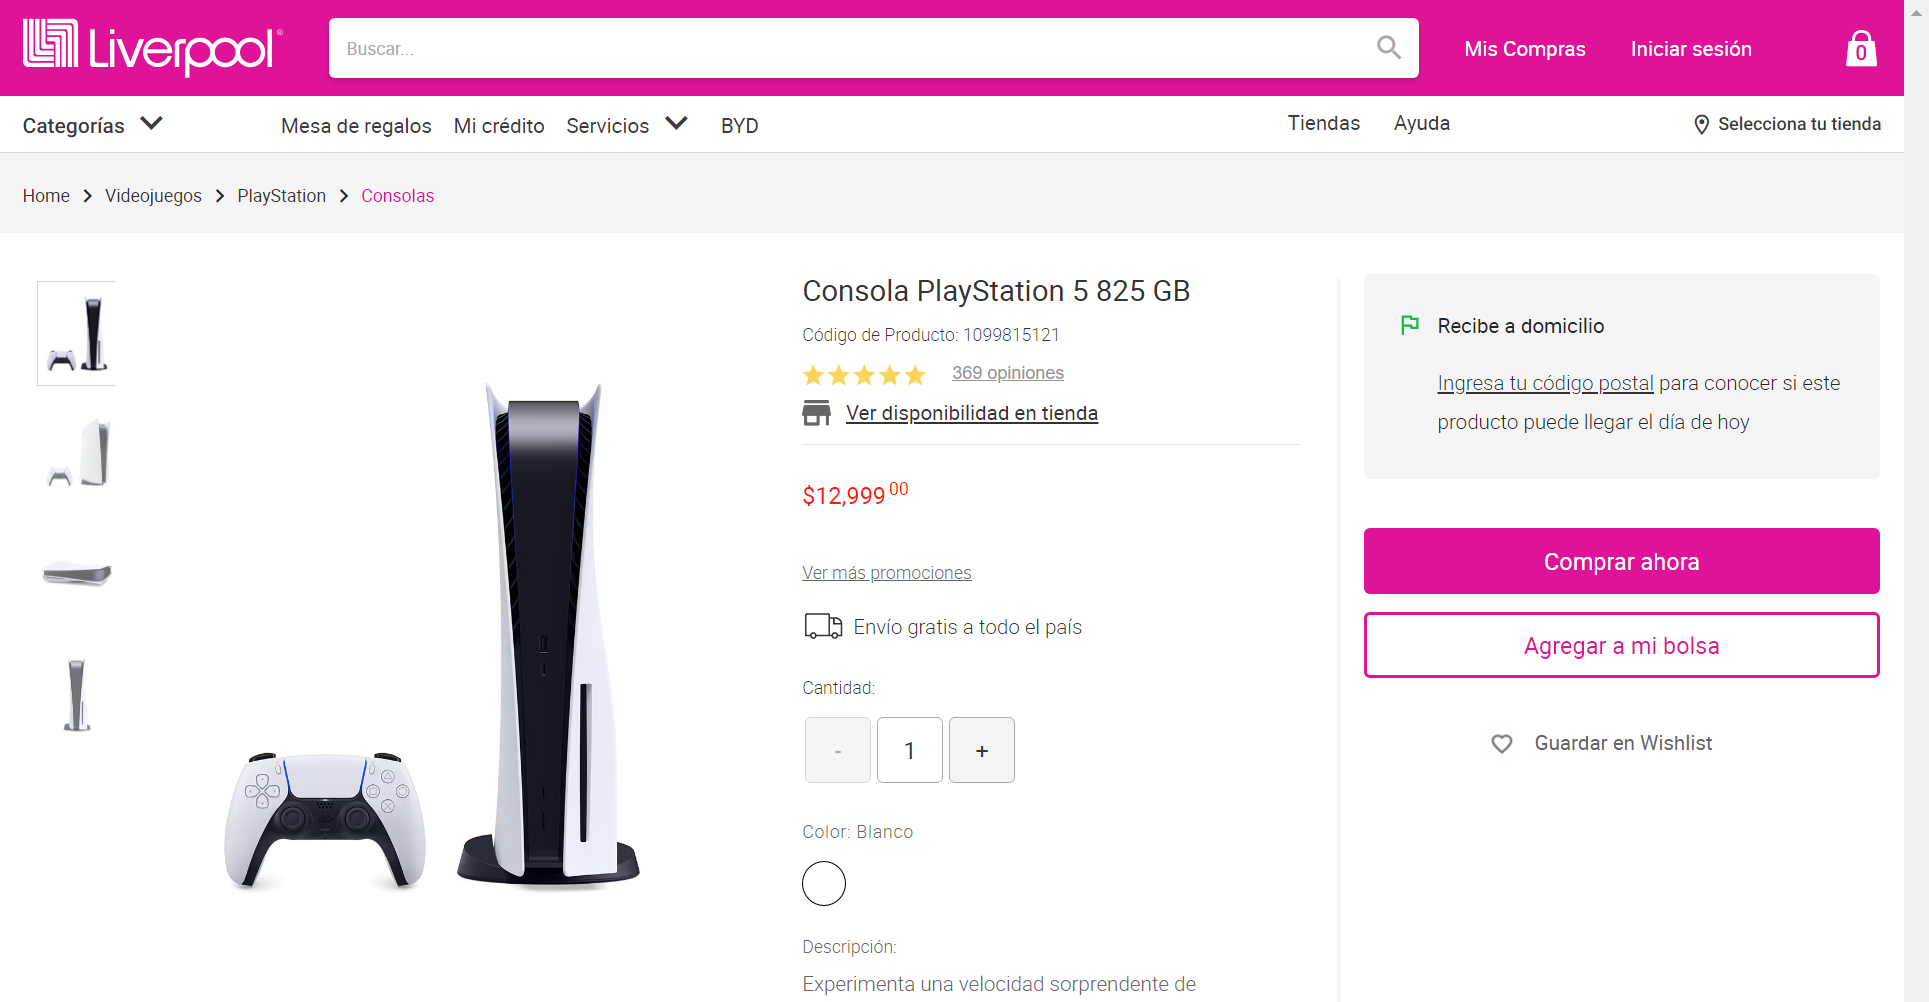 Liverpool®
Buscar...
Mis Compras
Iniciar sesión
0
Categorías
Mesa de regalos
Mi crédito
Servicios
BYD
Tiendas
Ayuda
Selecciona tu tienda
Home > Videojuegos > PlayStation > Consolas
Consola PlayStation 5 825 GB
Código de Producto: 1099815121
369 opiniones
Ver disponibilidad en tienda
$12,999 00
Ver más promociones
Envío gratis a todo el país
Cantidad:
- 1 +
Color: Blanco
Descripción:
Experimenta una velocidad sorprendente de
Recibe a domicilio
Ingresa tu código postal para conocer si este
producto puede llegar el día de hoy
Comprar ahora
Agregar a mi bolsa
Guardar en Wishlist